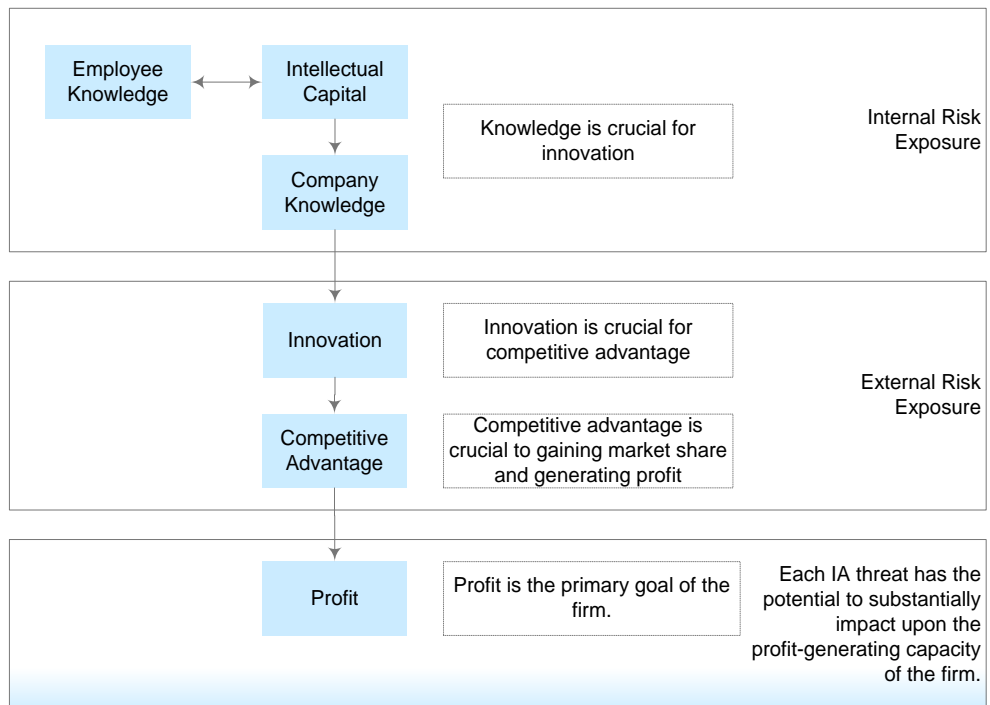 Employee
Knowledge
Intellectual
Capital
Knowledge is crucial for
innovation
Internal Risk
Exposure
Company
Knowledge
Innovation
Innovation is crucial for
competitive advantage
External Risk
Exposure
Competitive
Advantage
Competitive advantage is
crucial to gaining market share
and generating profit
Profit
Profit is the primary goal of the
firm.
Each IA threat has the
potential to substantially
impact upon the
profit-generating capacity
of the firm.